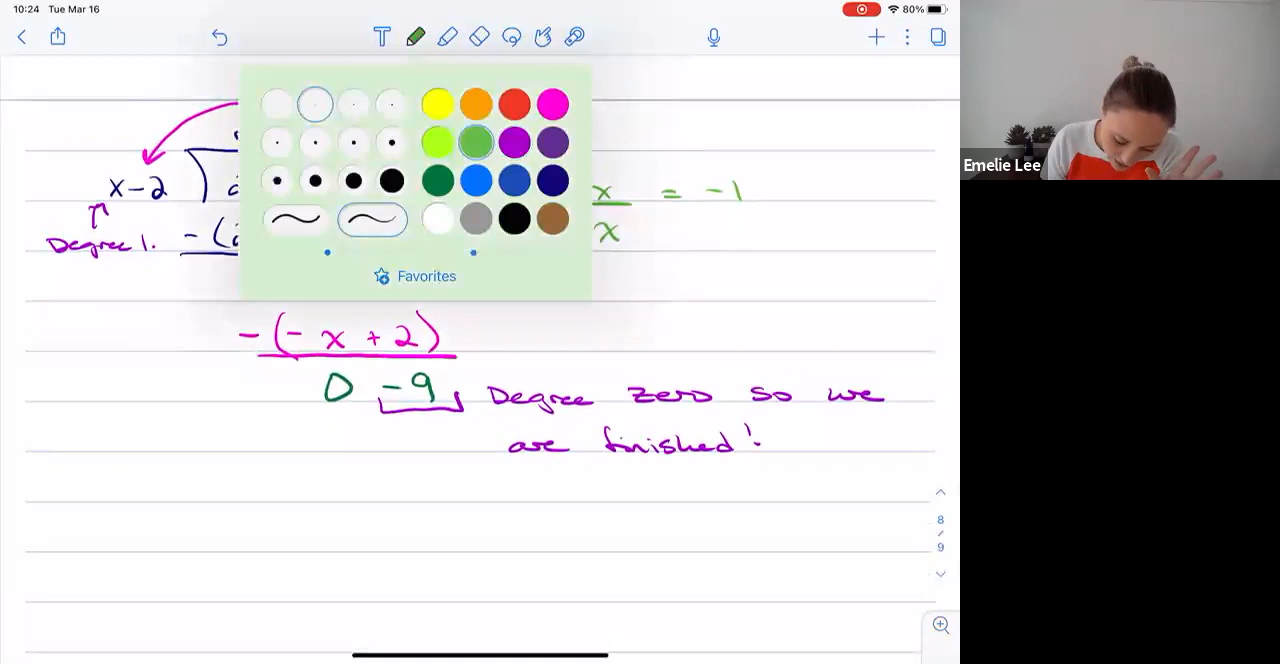 10:24 Tue Mar 16
80%
Emelie Lee
x-2
x = -1
x
Degree 1.
-(
Favorites
-(-x+2)
0 -9 Degree zero so we
are finished!
8
/
9